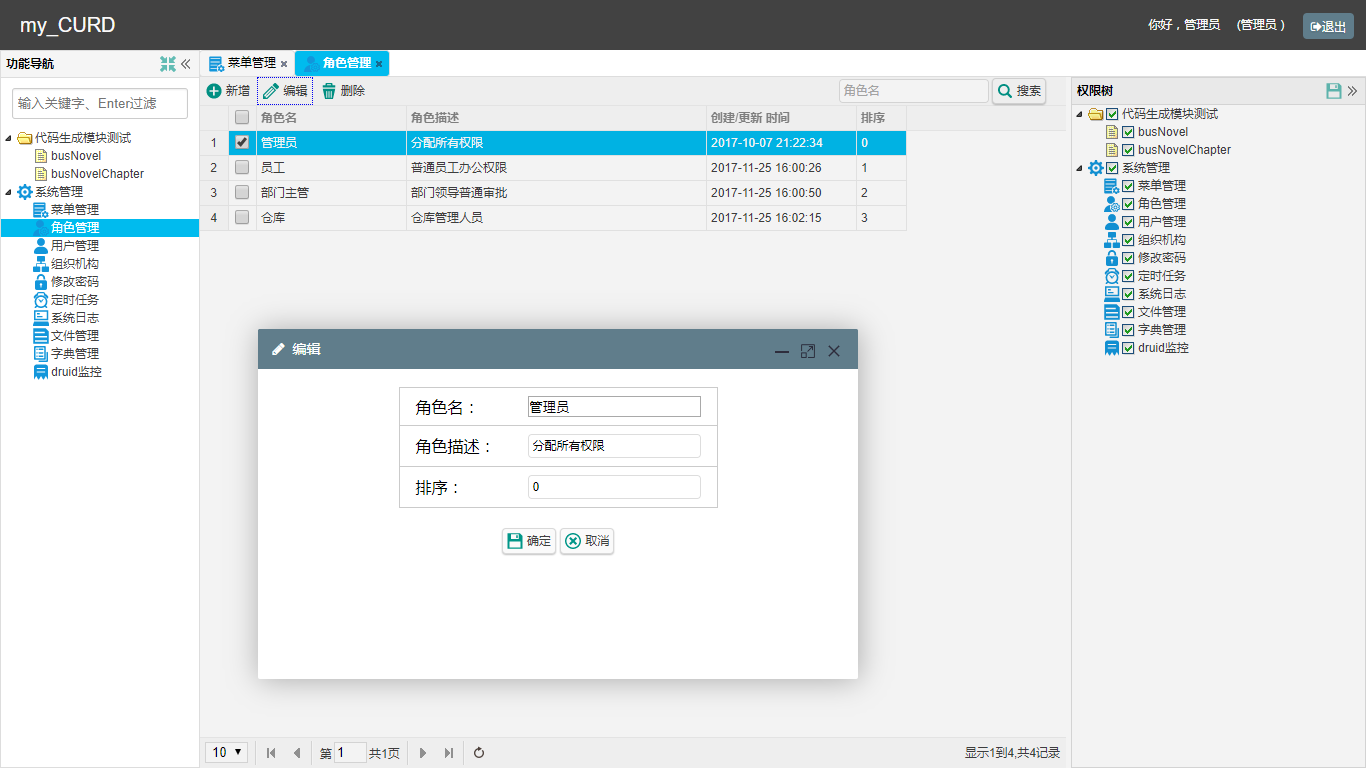 my_CURD
你好，管理员 (管理员) 退出
功能导航
输入关键字、Enter过滤
代码生成模块测试
busNovel
busNovelChapter
系统管理
菜单管理
角色管理
用户管理
组织机构
修改密码
定时任务
系统日志
文件管理
字典管理
druid监控
菜单管理 × 角色管理 ×
新增 编辑 删除 角色名 搜索
角色名 角色描述 创建/更新 时间 排序
1 管理员 分配所有权限 2017-10-07 21:22:34 0
2 员工 普通员工办公权限 2017-11-25 16:00:26 1
3 部门主管 部门领导普通审批 2017-11-25 16:00:50 2
4 仓库 仓库管理人员 2017-11-25 16:02:15 3
编辑
角色名： 管理员
角色描述： 分配所有权限
排序： 0
确定 取消
10 第 1 共1页 显示1到4,共4记录
权限树
代码生成模块测试
busNovel
busNovelChapter
系统管理
菜单管理
角色管理
用户管理
组织机构
修改密码
定时任务
系统日志
文件管理
字典管理
druid监控